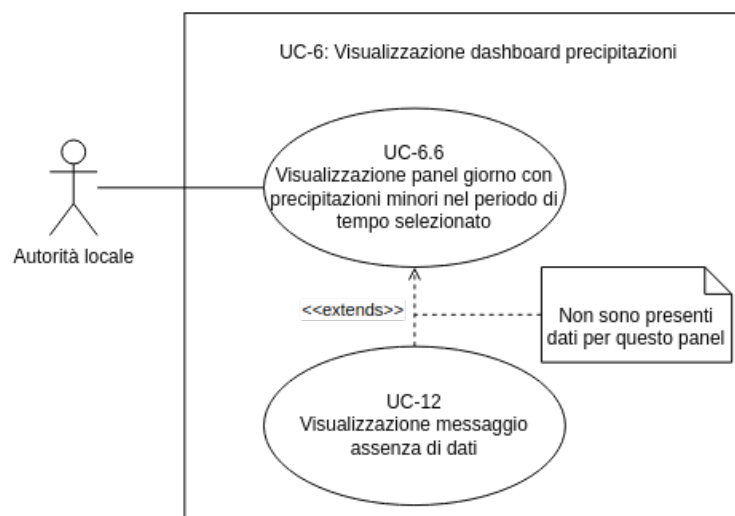 UC-6: Visualizzazione dashboard precipitazioni
UC-6.6
Visualizzazione panel giorno con
precipitazioni minori nel periodo di
tempo selezionato
Autorità locale
<<extends>>
Non sono presenti
dati per questo panel
UC-12
Visualizzazione messaggio
assenza di dati